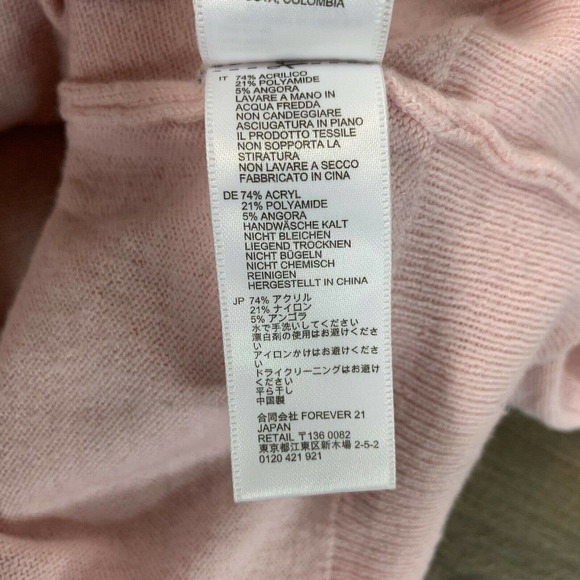 COLOMBIA
IT 74% ACRILICO
21% POLYAMIDE
5% ANGORA
LAVARE A MANO IN
ACQUA FREDDA
NON CANDEGGIARE
ASCIUGATURA IN PIANO
IL PRODOTTO TESSILE
NON SOPPORTA LA
STIRATURA
NON LAVARE A SECCO
FABBRICATO IN CINA
DE 74% ACRYL
21% POLYAMIDE
5% ANGORA
HANDWÄSCHE KALT
NICHT BLEICHEN
LIEGEND TROCKNEN
NICHT BÜGELN
NICHT CHEMISCH
REINIGEN
HERGESTELLT IN CHINA
JP 74% アクリル
21% ナイロン
5% アンゴラ
水で手洗いしてください
漂白剤の使用はお避けくださ
い
アイロンかけはお避けくださ
い
ドライクリーニングはお避け
ください
平ら干し
中国製
合同会社 FOREVER 21
JAPAN
RETAIL 〒136 0082
東京都江東区新木場 2-5-2
0120 421 921